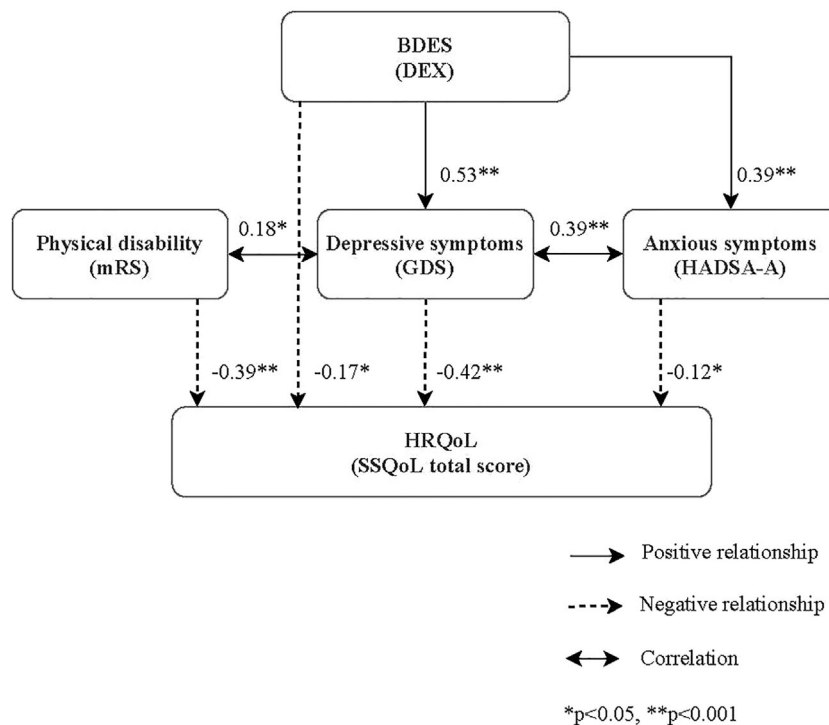 BDES
(DEX)
0.53**
0.39**
Physical disability
(mRS)
0.18*
Depressive symptoms
(GDS)
0.39**
Anxious symptoms
(HADSA-A)
-0.39**
-0.17*
-0.42**
-0.12*
HRQoL
(SSQoL total score)
Positive relationship
Negative relationship
Correlation
*p<0.05, **p<0.001